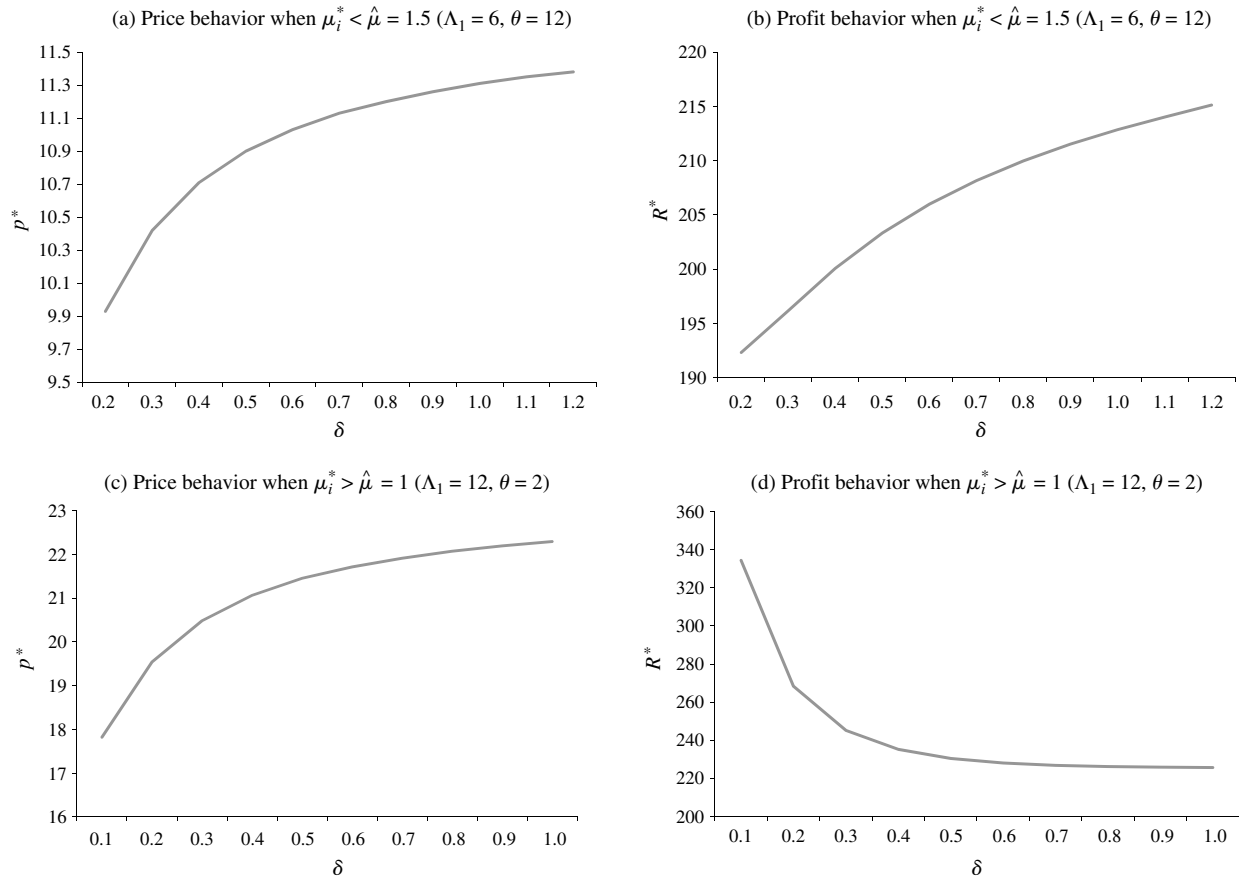 (a) Price behavior when μ*ᵢ < μ̂ = 1.5 (Λ₁ = 6, θ = 12)
11.5
11.3
11.1
10.9
10.7
10.5
10.3
10.1
9.9
9.7
9.5
p*
0.2 0.3 0.4 0.5 0.6 0.7 0.8 0.9 1.0 1.1 1.2
δ
(b) Profit behavior when μ*ᵢ < μ̂ = 1.5 (Λ₁ = 6, θ = 12)
220
215
210
205
200
195
190
R*
0.2 0.3 0.4 0.5 0.6 0.7 0.8 0.9 1.0 1.1 1.2
δ
(c) Price behavior when μ*ᵢ > μ̂ = 1 (Λ₁ = 12, θ = 2)
23
22
21
20
19
18
17
16
p*
0.1 0.2 0.3 0.4 0.5 0.6 0.7 0.8 0.9 1.0
δ
(d) Profit behavior when μ*ᵢ > μ̂ = 1 (Λ₁ = 12, θ = 2)
360
340
320
300
280
260
240
220
200
R*
0.1 0.2 0.3 0.4 0.5 0.6 0.7 0.8 0.9 1.0
δ